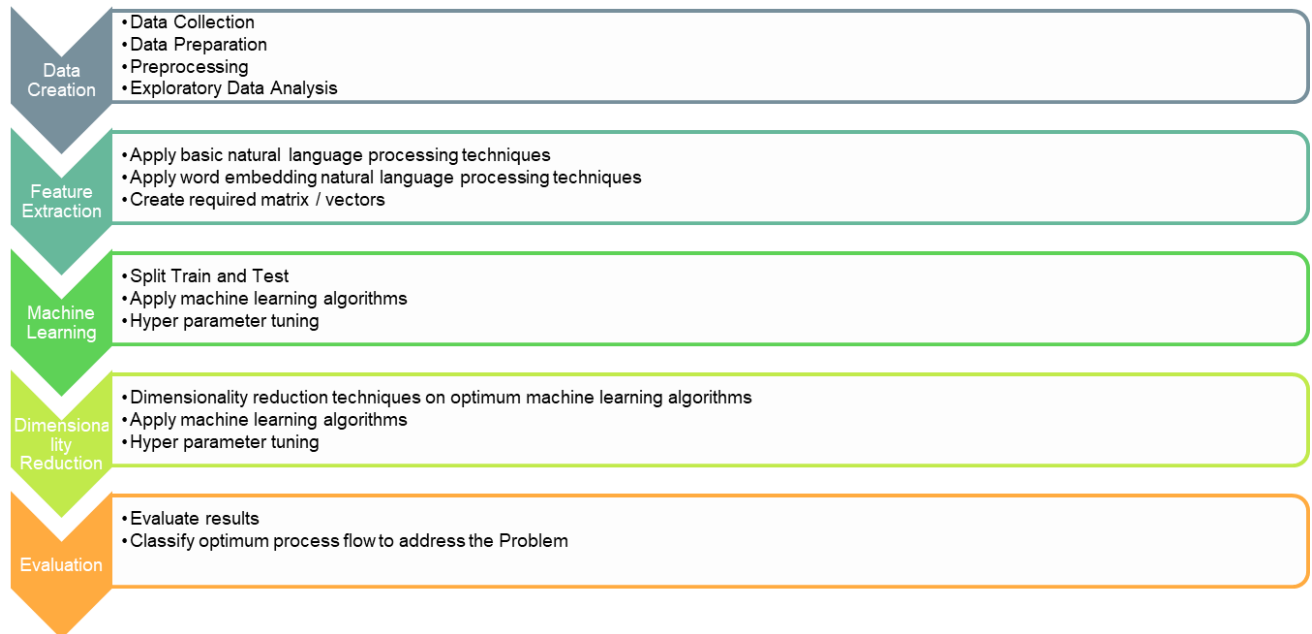 Data
Creation
•Data Collection
•Data Preparation
•Preprocessing
•Exploratory Data Analysis
Feature
Extraction
•Apply basic natural language processing techniques
•Apply word embedding natural language processing techniques
•Create required matrix / vectors
Machine
Learning
•Split Train and Test
•Apply machine learning algorithms
•Hyper parameter tuning
Dimensiona
lity
Reduction
•Dimensionality reduction techniques on optimum machine learning algorithms
•Apply machine learning algorithms
•Hyper parameter tuning
Evaluation
•Evaluate results
•Classify optimum process flow to address the Problem